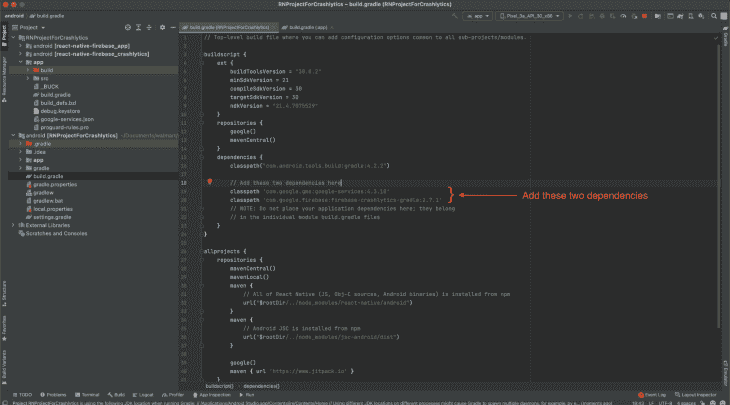 RNProjectForCrashlytics – build.gradle
android
build.gradle
app
Pixel_3a_API_30_x86
Project
build.gradle (RNProjectForCrashlytics)
build.gradle (:app)
Gradle
Resource Manager
RNProjectForCrashlytics
android [react-native-firebase_app]
android [react-native-firebase_crashlytics]
app
build
src
_BUCK
build.gradle
build_defs.bzl
debug.keystore
google-services.json
proguard-rules.pro
android [RNProjectForCrashlytics]
.gradle
.idea
app
gradle
build.gradle
gradle.properties
gradlew
gradlew.bat
local.properties
settings.gradle
External Libraries
Scratches and Consoles
// Top-level build file where you can add configuration options common to all sub-projects/modules.
buildscript {
ext {
buildToolsVersion =
minSdkVersion = 21
compileSdkVersion = 30
targetSdkVersion = 30
ndkVersion =
}
repositories {
google()
mavenCentral()
}
dependencies {
classpath("com.android.tools.build:gradle:4.2.2")
// Add these two dependencies here
classpath 'com.google.gms:google-services:4.3.10'
classpath 'com.google.firebase:firebase-crashlytics-gradle:2.7.1'
// NOTE: Do not place your application dependencies here; they belong
// in the individual module build.gradle files
}
}
Add these two dependencies
allprojects {
repositories {
mavenCentral()
mavenLocal()
maven {
// All of React Native (JS, Obj-C sources, Android binaries) is installed from npm
url("$rootDir/../node_modules/react-native/android")
}
maven {
// Android JSC is installed from npm
url("$rootDir/../node_modules/jsc-android/dist")
}
google()
maven { url 'https://www.jitpack.io' }
}
buildscript{}
dependencies{}
Structure
Favorites
Build Variants
Emulator
TODO
Problems
Terminal
Build
Logcat
Profiler
App Inspection
Run
Event Log
Layout Inspector